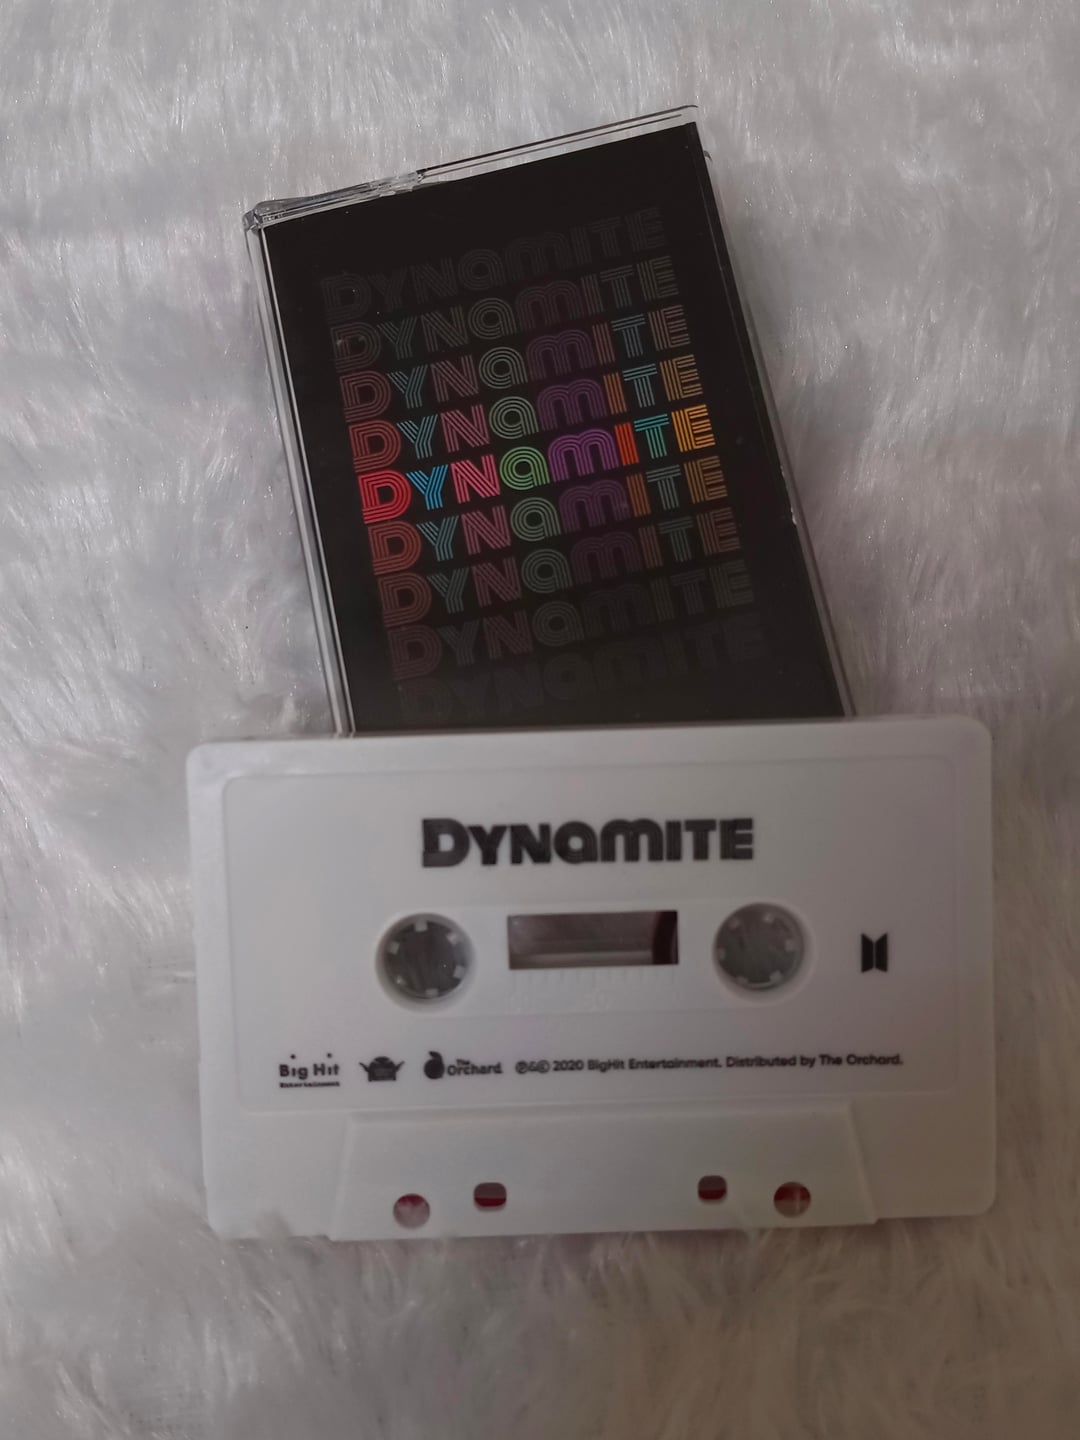 DYNAMITE
DYNAMITE
DYNAMITE
DYNAMITE
DYNAMITE
DYNAMITE
DYNAMITE
DYNAMITE
DYNAMITE
DYNAMITE
Big Hit
Entertainment
The
Orchard
℗&© 2020 BigHit Entertainment. Distributed by The Orchard.